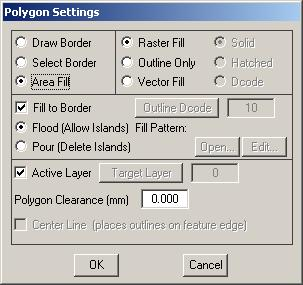 Polygon Settings
Draw Border Raster Fill Solid
Select Border Outline Only Hatched
Area Fill Vector Fill Dcode
Fill to Border Outline Dcode 10
Flood (Allow Islands) Fill Pattern:
Pour (Delete Islands) Open... Edit...
Active Layer Target Layer 0
Polygon Clearance (mm) 0.000
Center Line (places outlines on feature edge)
OK Cancel